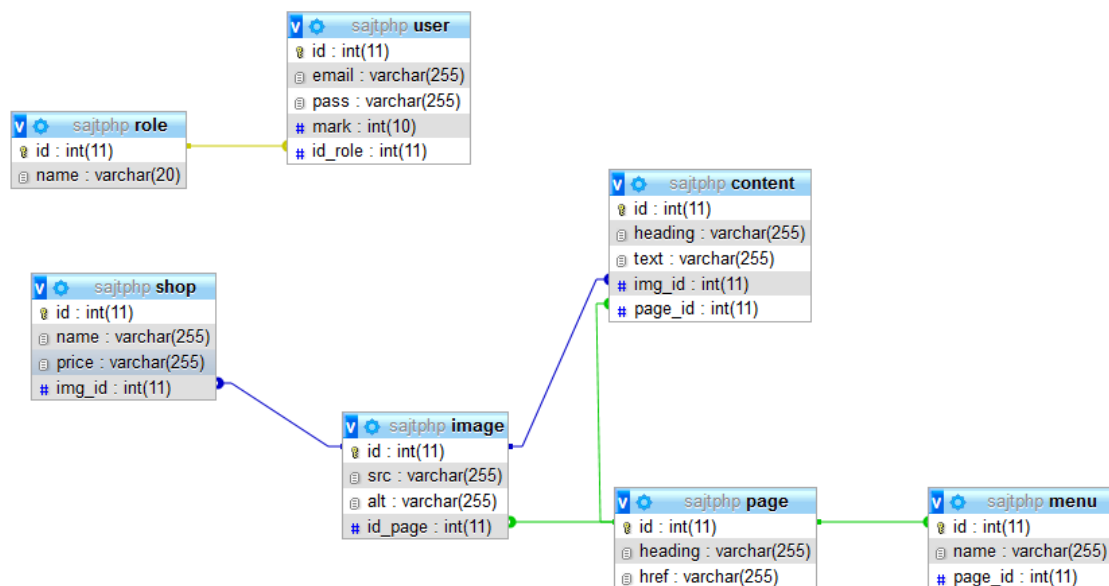 sajtphp user
id : int(11)
email : varchar(255)
pass : varchar(255)
mark : int(10)
id_role : int(11)
sajtphp role
id : int(11)
name : varchar(20)
sajtphp content
id : int(11)
heading : varchar(255)
text : varchar(255)
img_id : int(11)
page_id : int(11)
sajtphp shop
id : int(11)
name : varchar(255)
price : varchar(255)
img_id : int(11)
sajtphp image
id : int(11)
src : varchar(255)
alt : varchar(255)
id_page : int(11)
sajtphp page
id : int(11)
heading : varchar(255)
href : varchar(255)
sajtphp menu
id : int(11)
name : varchar(255)
page_id : int(11)